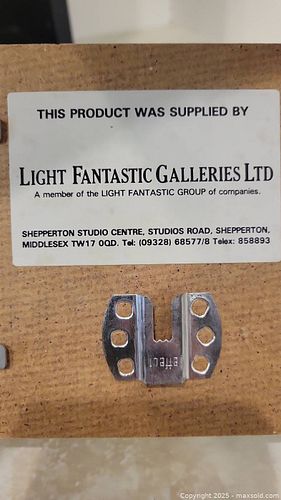 THIS PRODUCT WAS SUPPLIED BY
LIGHT FANTASTIC GALLERIES LTD
A member of the LIGHT FANTASTIC GROUP of companies.
SHEPPERTON STUDIO CENTRE, STUDIOS ROAD, SHEPPERTON,
MIDDLESEX TW17 0QD. Tel: (09328) 68577/8 Telex: 858893
effect
Copyright © 2025 - maxsold.com